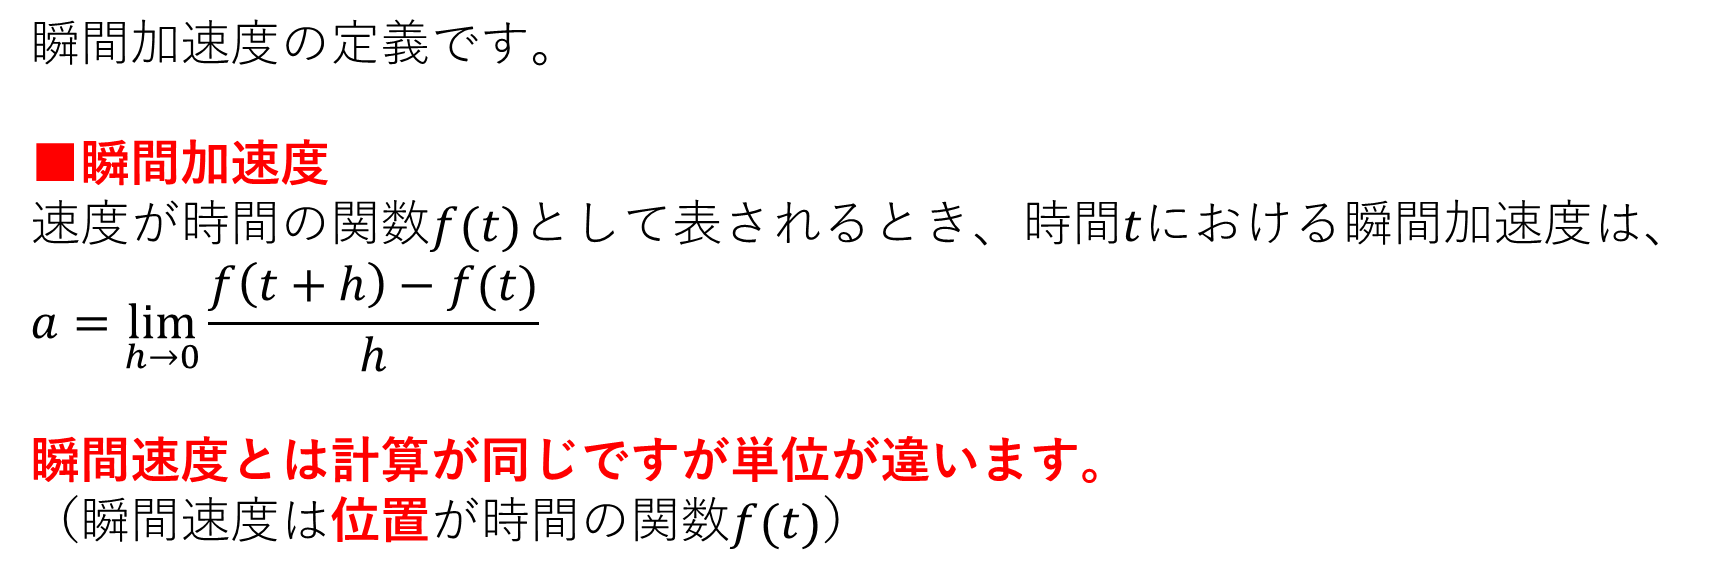 瞬間加速度の定義です。
■瞬間加速度
速度が時間の関数f(t)として表されるとき、時間tにおける瞬間加速度は、
a = lim_{h→0} \frac{f(t + h) − f(t)}{h}
瞬間速度とは計算が同じですが単位が違います。
（瞬間速度は位置が時間の関数f(t)）